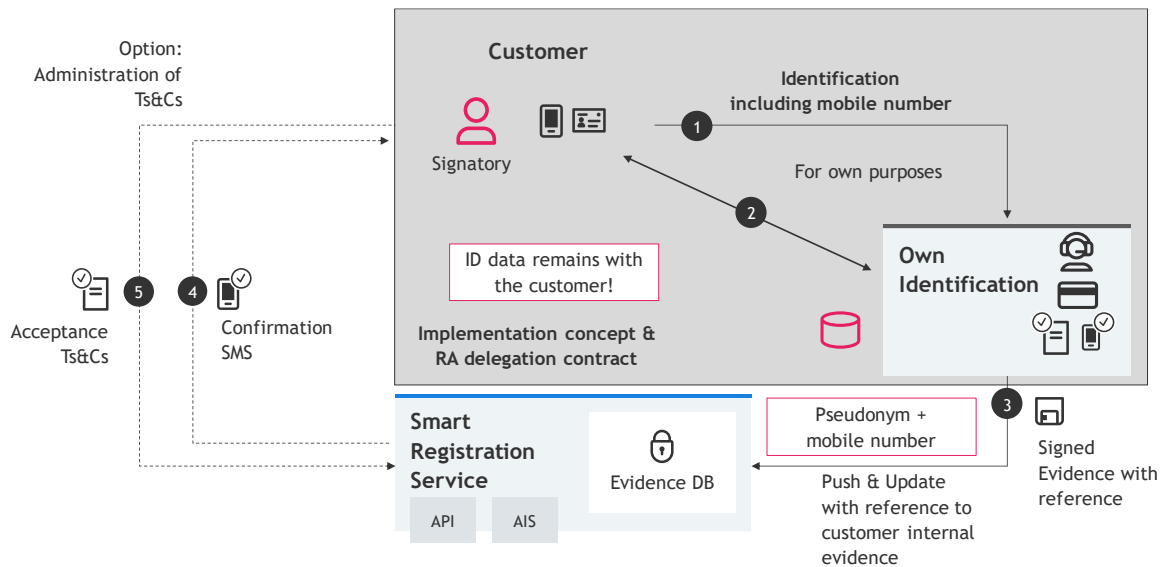 Option:
Administration of
Ts&Cs
Customer
Signatory
Identification
including mobile number
1
For own purposes
2
ID data remains with
the customer!
Own
Identification
Implementation concept &
RA delegation contract
5
4
Acceptance
Ts&Cs
Confirmation
SMS
3
Smart
Registration
Service
API
AIS
Evidence DB
Pseudonym +
mobile number
Signed
Evidence with
reference
Push & Update
with reference to
customer internal
evidence